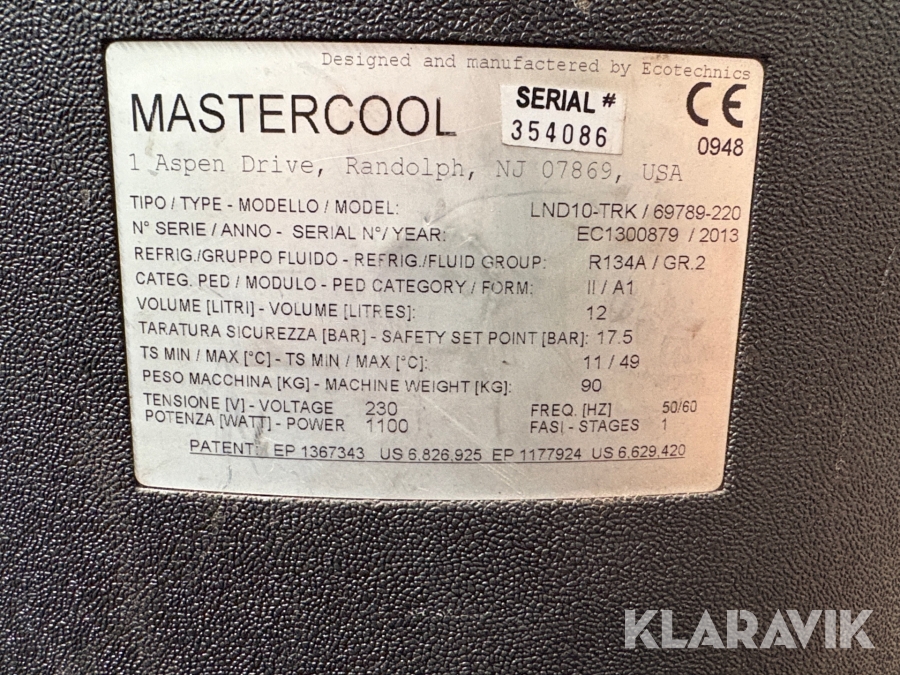 Designed and manufactered by Ecotechnics
MASTERCOOL
SERIAL #
354086
CE
0948
1 Aspen Drive, Randolph, NJ 07869, USA
TIPO / TYPE - MODELLO / MODEL: LND10-TRK / 69789-220
N° SERIE / ANNO - SERIAL N°/ YEAR: EC1300879 / 2013
REFRIG./GRUPPO FLUIDO - REFRIG./FLUID GROUP: R134A / GR.2
CATEG. PED / MODULO - PED CATEGORY / FORM: II / A1
VOLUME [LITRI] - VOLUME [LITRES]: 12
TARATURA SICUREZZA [BAR] - SAFETY SET POINT [BAR]: 17.5
TS MIN / MAX [°C] - TS MIN / MAX [°C]: 11 / 49
PESO MACCHINA [KG] - MACHINE WEIGHT [KG]: 90
TENSIONE [V] - VOLTAGE 230 FREQ. [HZ] 50/60
POTENZA [WATT] - POWER 1100 FASI - STAGES 1
PATENT: EP 1367343 US 6,826,925 EP 1177924 US 6,629,420
KLARAVIK